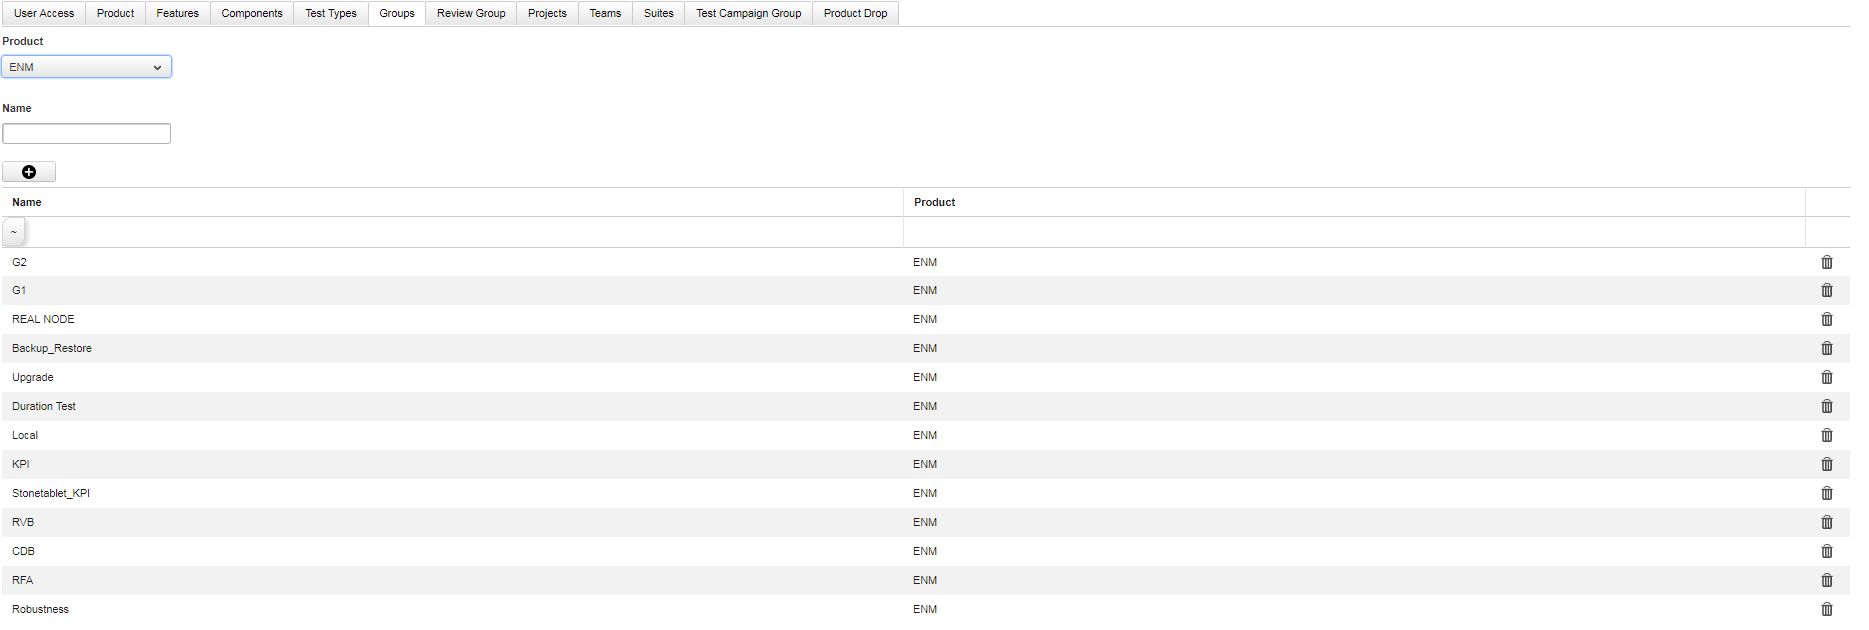 User Access Product Features Components Test Types Groups Review Group Projects Teams Suites Test Campaign Group Product Drop
Product
ENM
Name
Name Product
~
G2 ENM
G1 ENM
REAL NODE ENM
Backup_Restore ENM
Upgrade ENM
Duration Test ENM
Local ENM
KPI ENM
Stonetablet_KPI ENM
RVB ENM
CDB ENM
RFA ENM
Robustness ENM